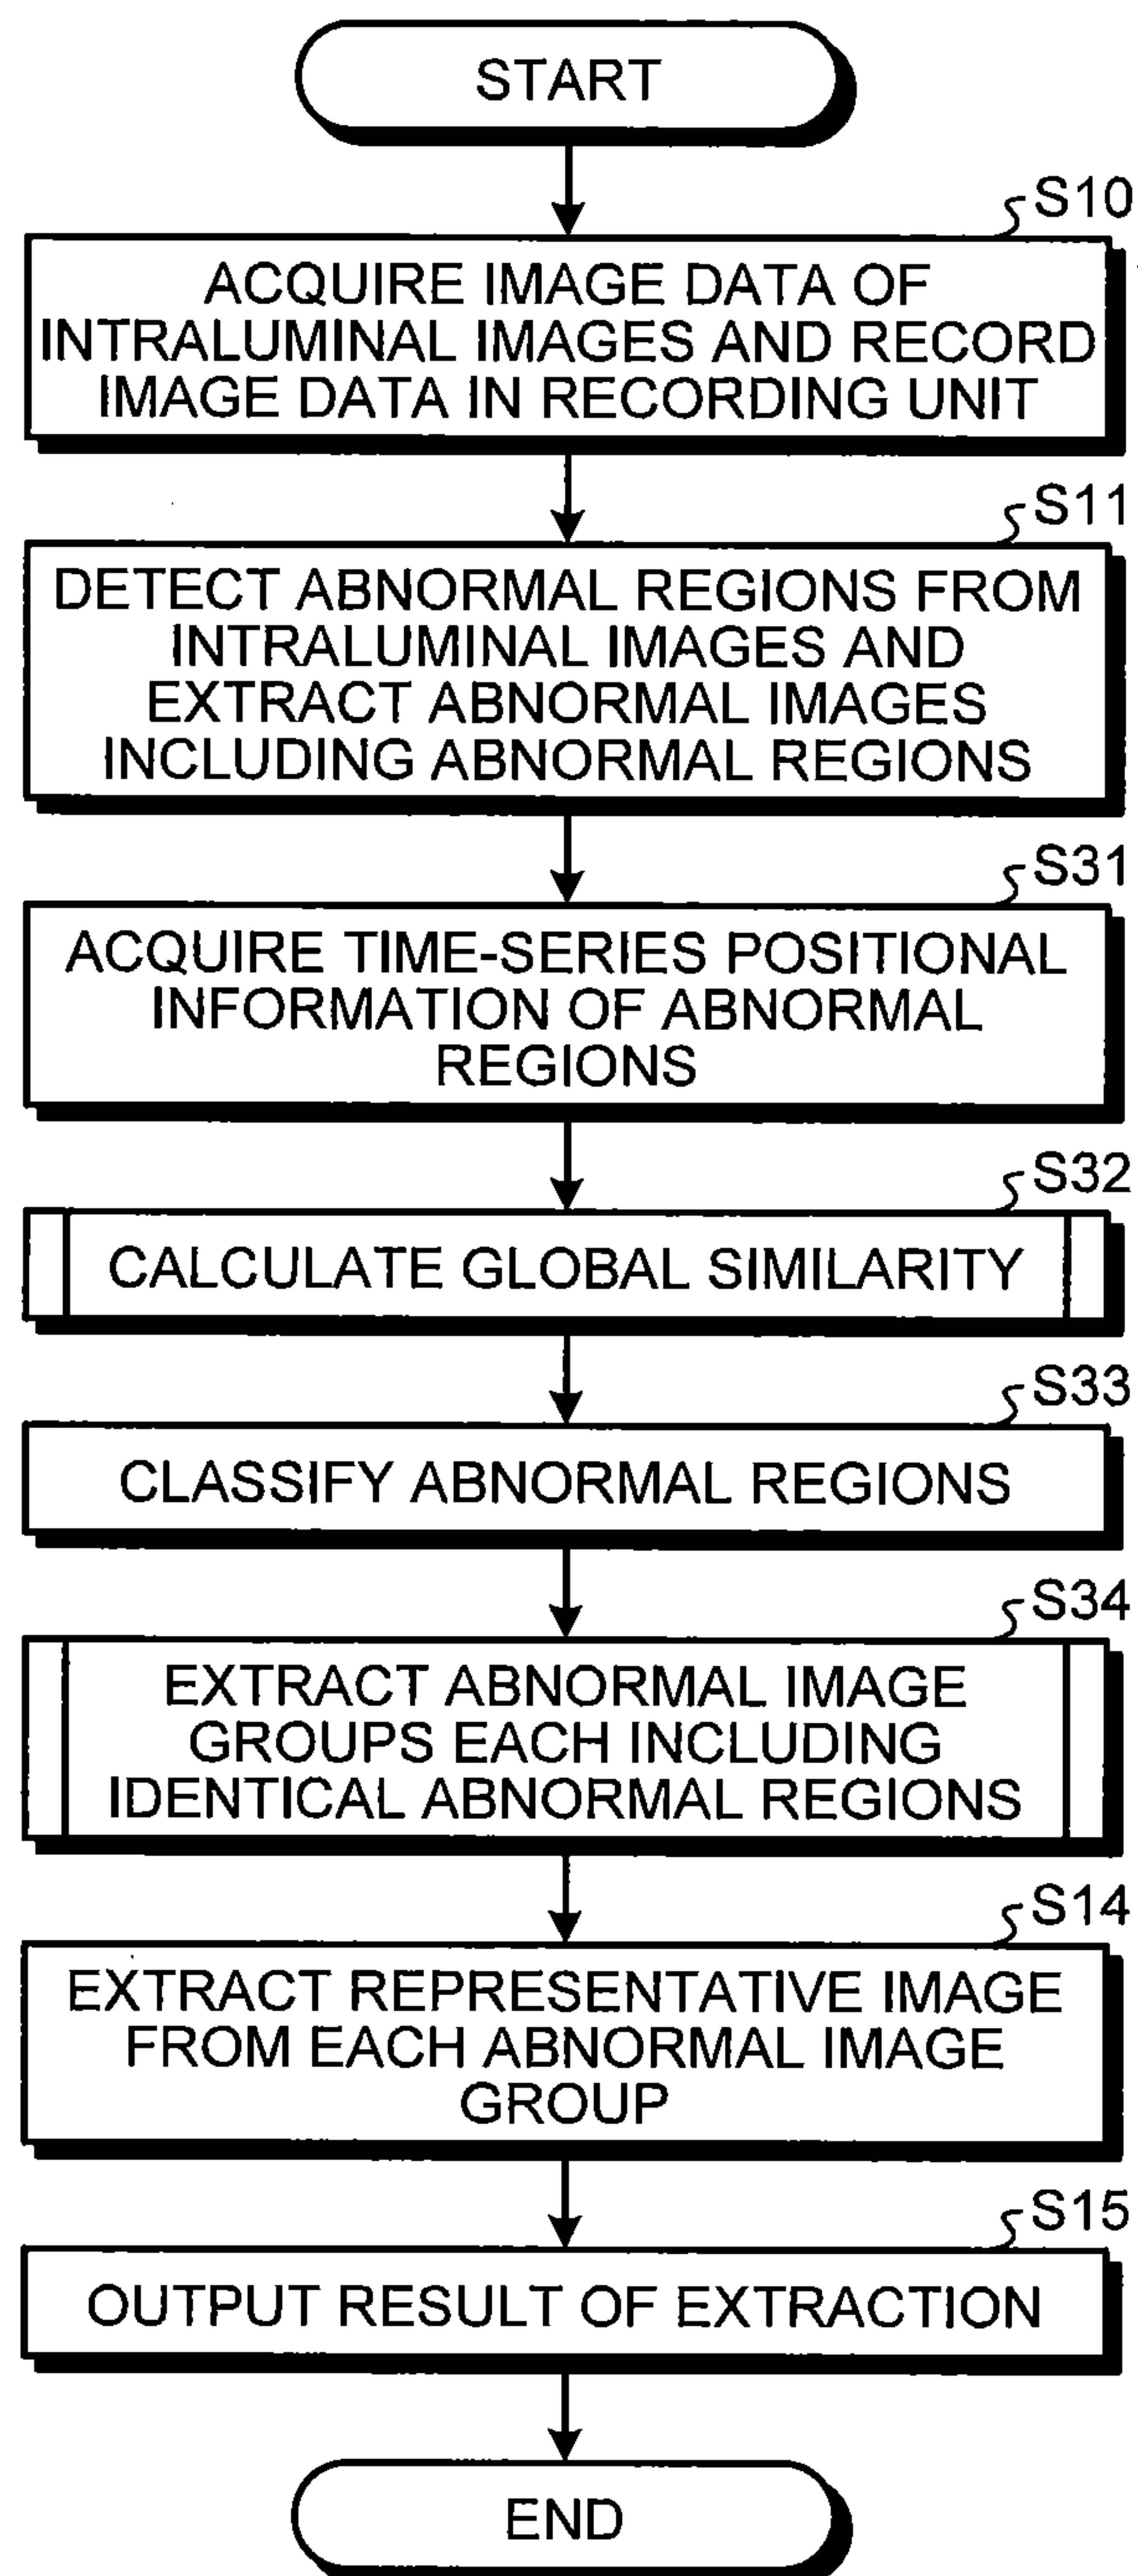 START
S10
ACQUIRE IMAGE DATA OF
INTRALUMINAL IMAGES AND RECORD
IMAGE DATA IN RECORDING UNIT
S11
DETECT ABNORMAL REGIONS FROM
INTRALUMINAL IMAGES AND
EXTRACT ABNORMAL IMAGES
INCLUDING ABNORMAL REGIONS
S31
ACQUIRE TIME-SERIES POSITIONAL
INFORMATION OF ABNORMAL
REGIONS
S32
CALCULATE GLOBAL SIMILARITY
S33
CLASSIFY ABNORMAL REGIONS
S34
EXTRACT ABNORMAL IMAGE
GROUPS EACH INCLUDING
IDENTICAL ABNORMAL REGIONS
S14
EXTRACT REPRESENTATIVE IMAGE
FROM EACH ABNORMAL IMAGE
GROUP
S15
OUTPUT RESULT OF EXTRACTION
END